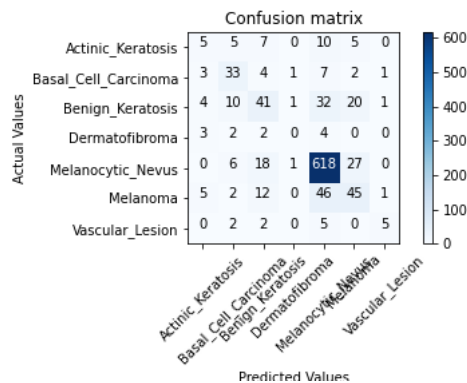 Confusion matrix
Actual Values
Actinic_Keratosis 5 5 7 0 10 5 0
Basal_Cell_Carcinoma 3 33 4 1 7 2 1
Benign_Keratosis 4 10 41 1 32 20 1
Dermatofibroma 3 2 2 0 4 0 0
Melanocytic_Nevus 0 6 18 1 618 27 0
Melanoma 5 2 12 0 46 45 1
Vascular_Lesion 0 2 2 0 5 0 5
Actinic_Keratosis
Basal_Cell_Carcinoma
Benign_Keratosis
Dermatofibroma
Melanocytic_Nevus
Melanoma
Vascular_Lesion
Predicted Values
600
500
400
300
200
100
0